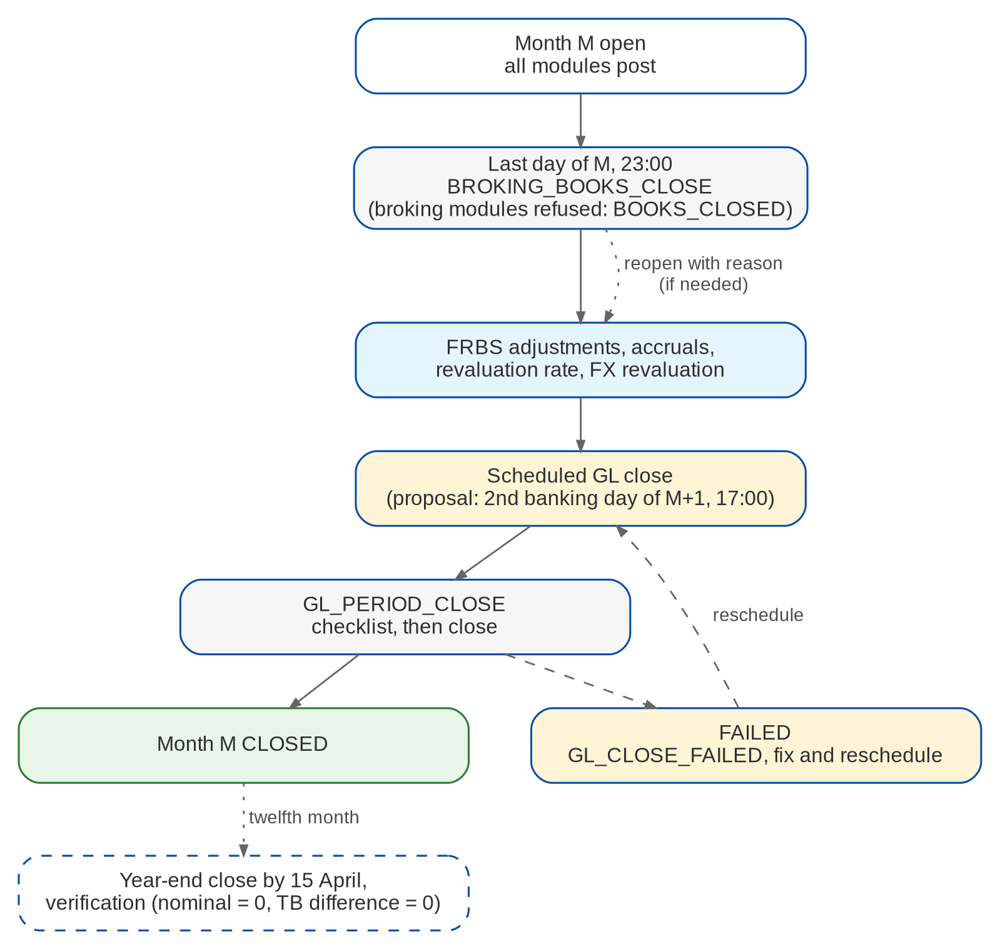 Month M open
all modules post
Last day of M, 23:00
BROKING_BOOKS_CLOSE
(broking modules refused: BOOKS_CLOSED)
reopen with reason
(if needed)
FRBS adjustments, accruals,
revaluation rate, FX revaluation
Scheduled GL close
(proposal: 2nd banking day of M+1, 17:00)
GL_PERIOD_CLOSE
checklist, then close
reschedule
Month M CLOSED
FAILED
GL_CLOSE_FAILED, fix and reschedule
twelfth month
Year-end close by 15 April,
verification (nominal = 0, TB difference = 0)